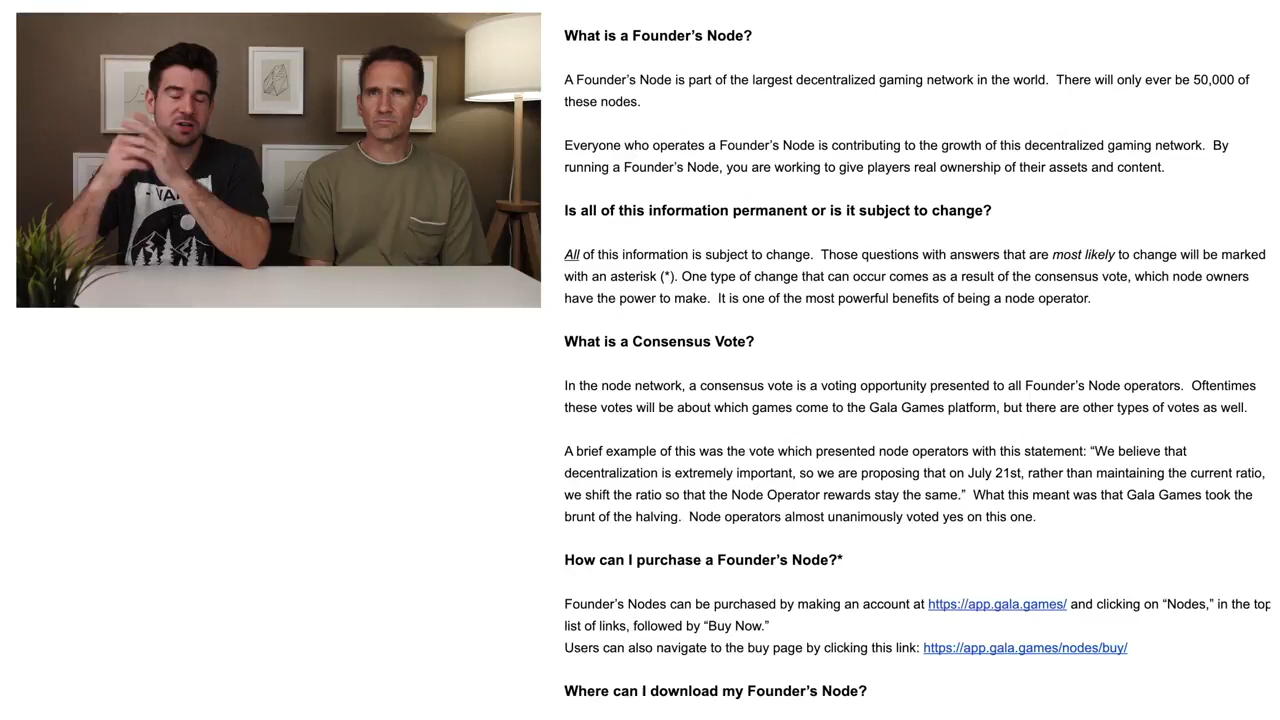 What is a Founder’s Node?
A Founder’s Node is part of the largest decentralized gaming network in the world.  There will only ever be 50,000 of
these nodes.
Everyone who operates a Founder’s Node is contributing to the growth of this decentralized gaming network.  By
running a Founder’s Node, you are working to give players real ownership of their assets and content.
Is all of this information permanent or is it subject to change?
All of this information is subject to change.  Those questions with answers that are most likely to change will be marked
with an asterisk (*). One type of change that can occur comes as a result of the consensus vote, which node owners
have the power to make.  It is one of the most powerful benefits of being a node operator.
What is a Consensus Vote?
In the node network, a consensus vote is a voting opportunity presented to all Founder’s Node operators.  Oftentimes
these votes will be about which games come to the Gala Games platform, but there are other types of votes as well.
A brief example of this was the vote which presented node operators with this statement: “We believe that
decentralization is extremely important, so we are proposing that on July 21st, rather than maintaining the current ratio,
we shift the ratio so that the Node Operator rewards stay the same.”  What this meant was that Gala Games took the
brunt of the halving.  Node operators almost unanimously voted yes on this one.
How can I purchase a Founder’s Node?*
Founder’s Nodes can be purchased by making an account at https://app.gala.games/ and clicking on “Nodes,” in the top
list of links, followed by “Buy Now.”
Users can also navigate to the buy page by clicking this link: https://app.gala.games/nodes/buy/
Where can I download my Founder’s Node?